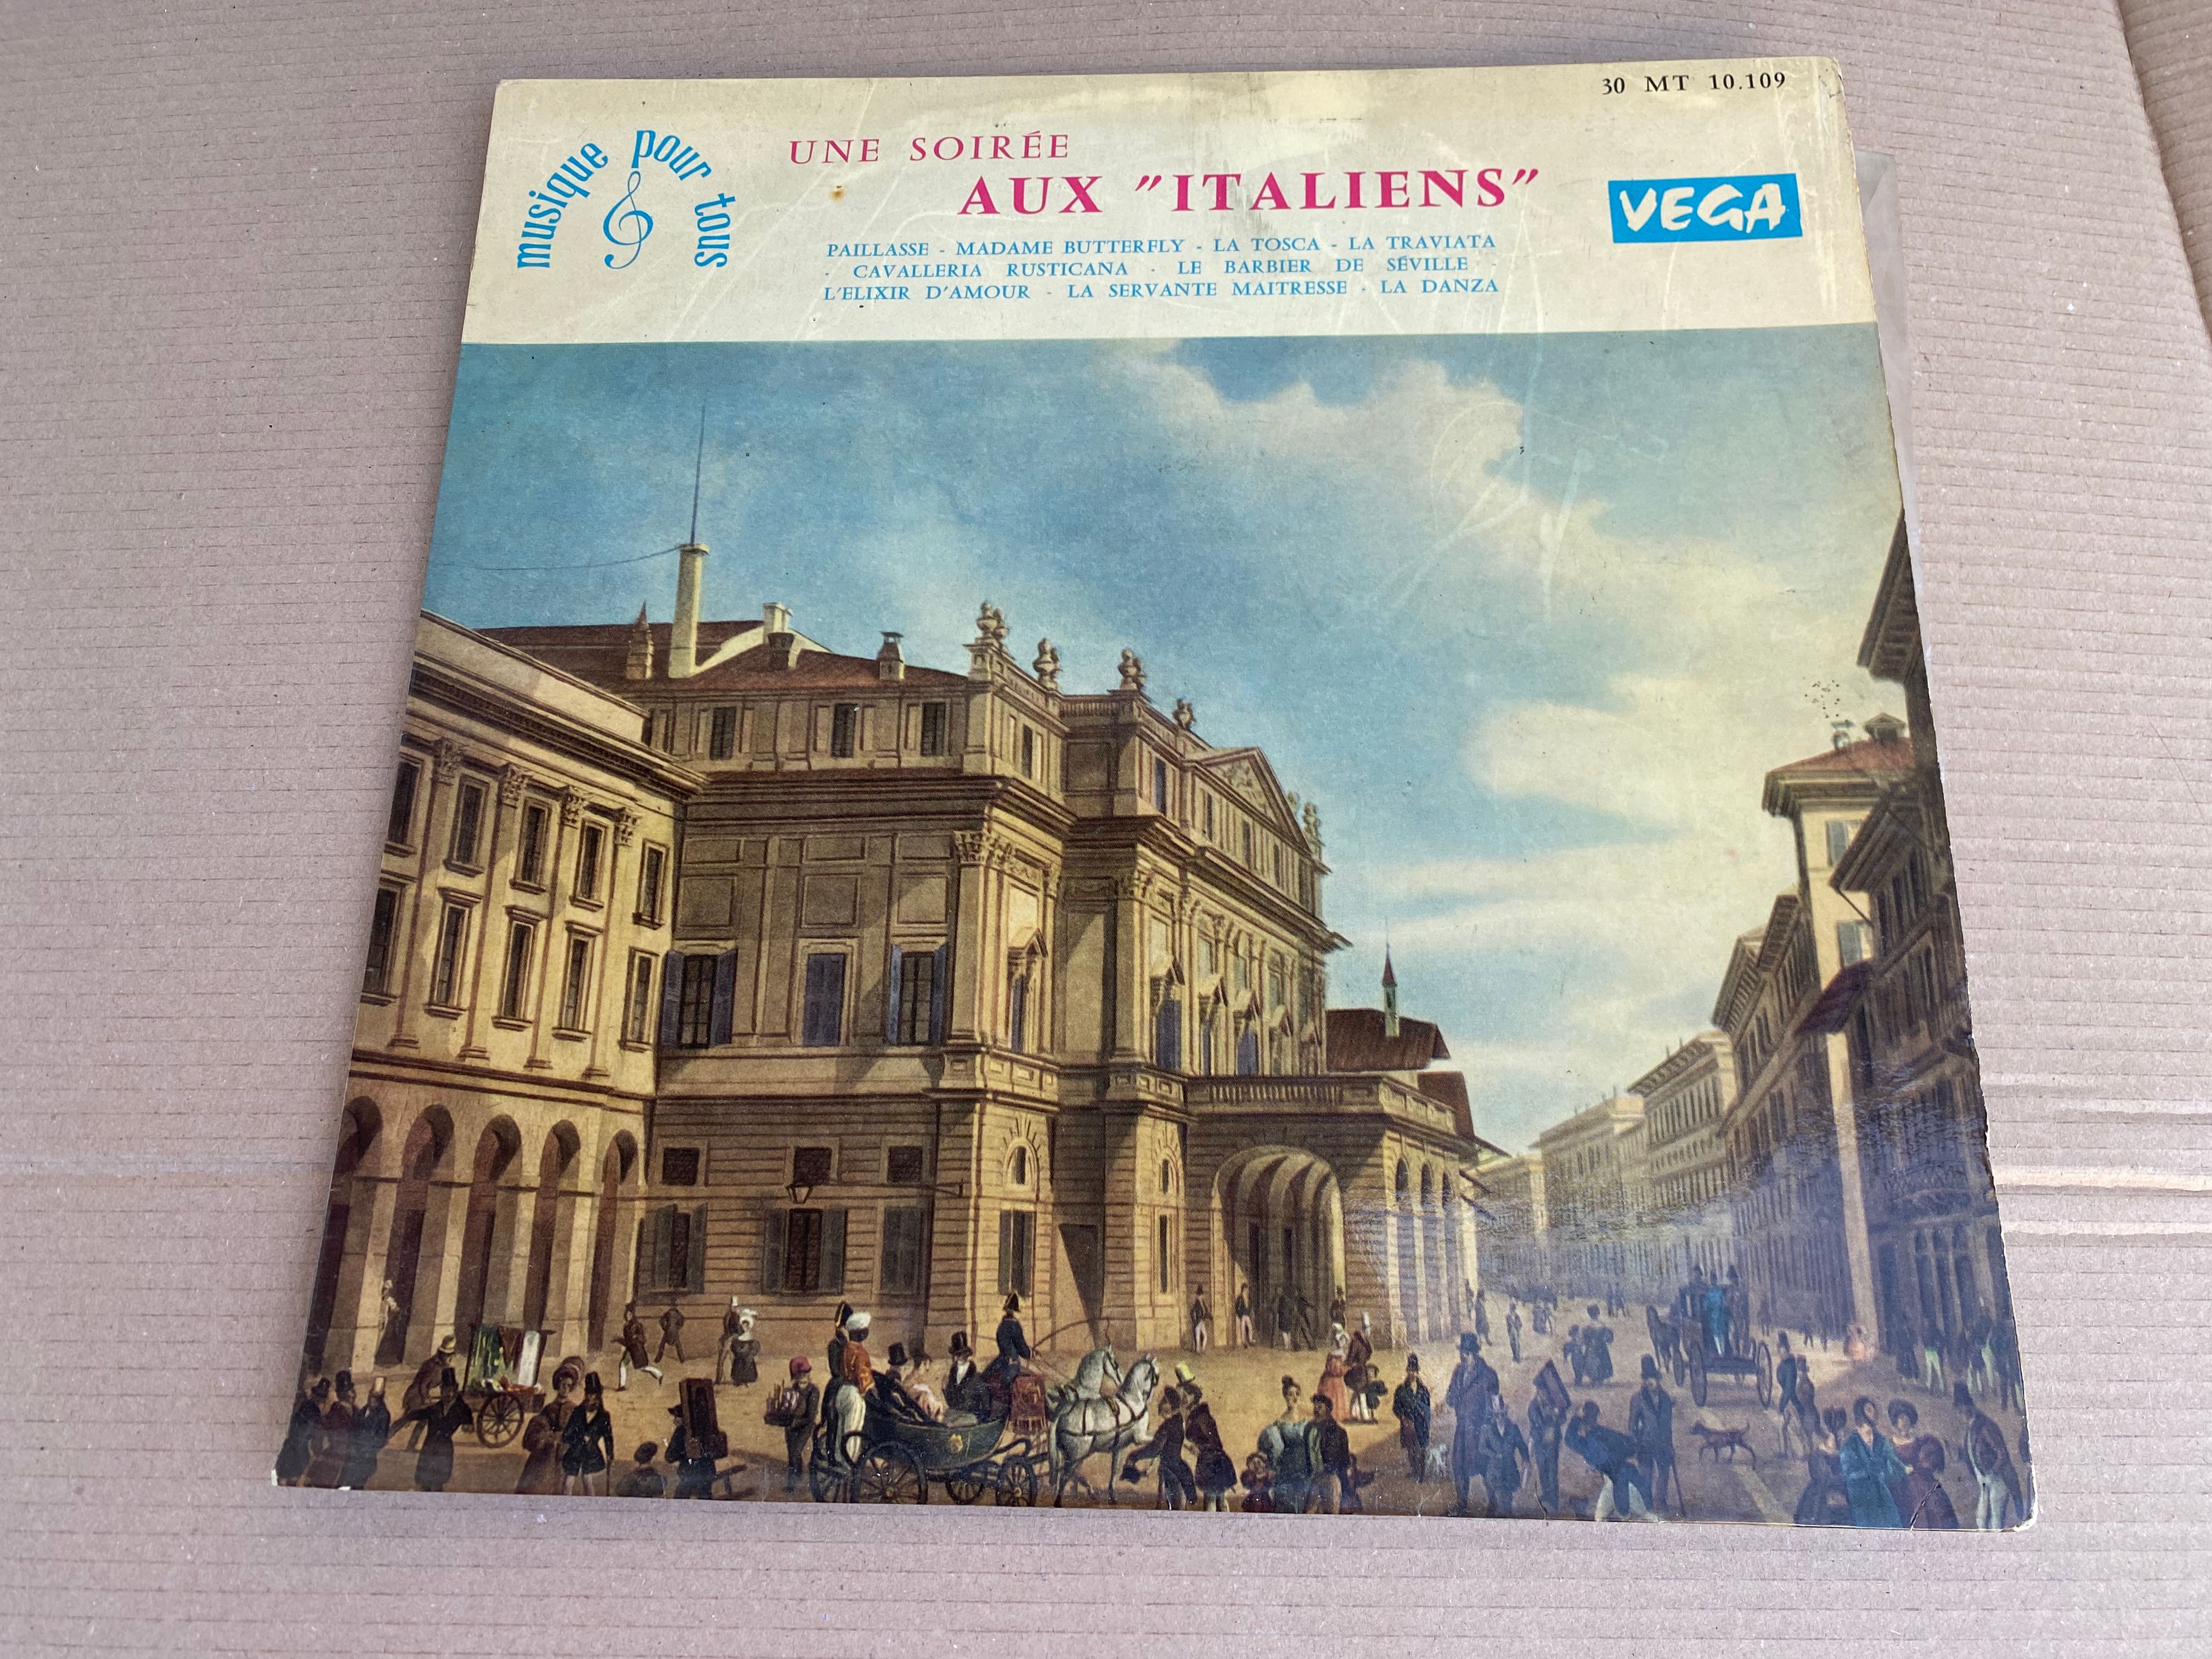 30 MT 10.109
musique pour tous
UNE SOIRÉE
AUX "ITALIENS"
VEGA
PAILLASSE - MADAME BUTTERFLY - LA TOSCA - LA TRAVIATA
- CAVALLERIA RUSTICANA - LE BARBIER DE SÉVILLE -
L'ELIXIR D'AMOUR - LA SERVANTE MAITRESSE - LA DANZA